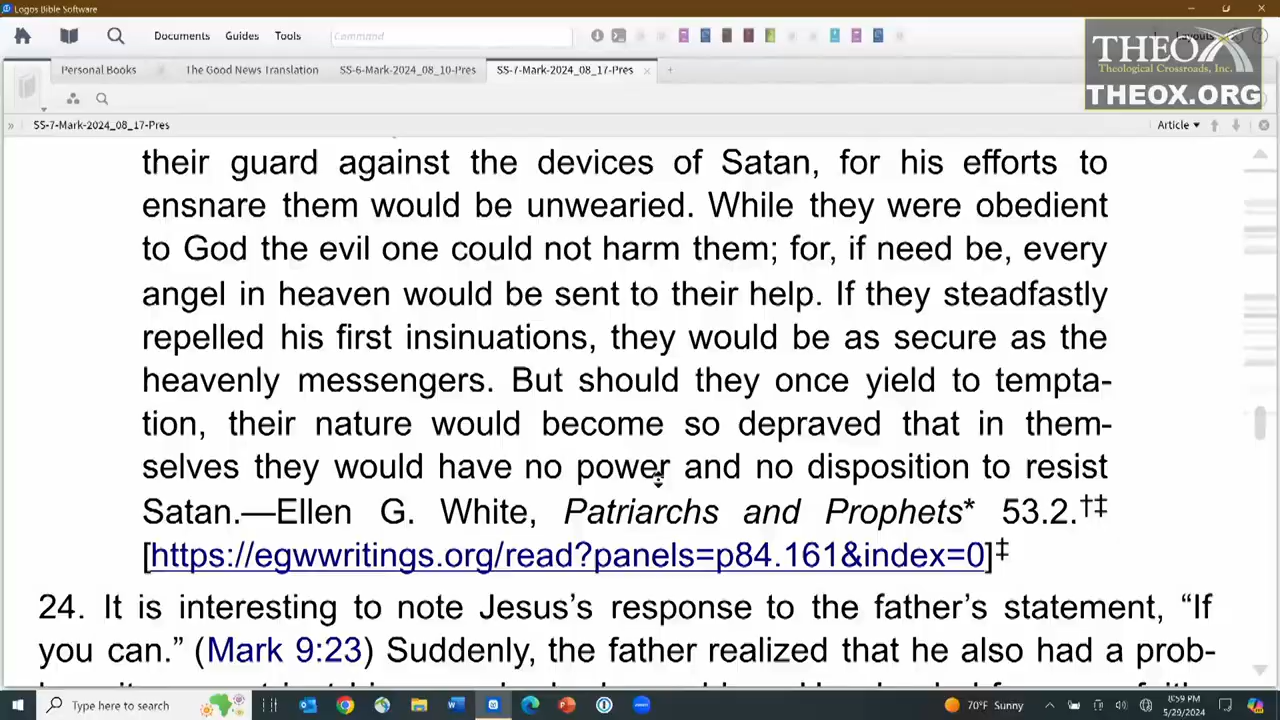 Logos Bible Software
Documents Guides Tools Command Layouts
THEOX
Theological Crossroads, Inc.
THEOX.ORG
Personal Books The Good News Translation SS-6-Mark-2024_08_10-Pres SS-7-Mark-2024_08_17-Pres
SS-7-Mark-2024_08_17-Pres Article
their guard against the devices of Satan, for his efforts to
ensnare them would be unwearied. While they were obedient
to God the evil one could not harm them; for, if need be, every
angel in heaven would be sent to their help. If they steadfastly
repelled his first insinuations, they would be as secure as the
heavenly messengers. But should they once yield to tempta-
tion, their nature would become so depraved that in them-
selves they would have no power and no disposition to resist
Satan.—Ellen G. White, Patriarchs and Prophets* 53.2.†‡
[https://egwwritings.org/read?panels=p84.161&index=0]‡
24. It is interesting to note Jesus’s response to the father’s statement, “If
you can.” (Mark 9:23) Suddenly, the father realized that he also had a prob-
Type here to search 70°F Sunny 8:59 PM
5/29/2024